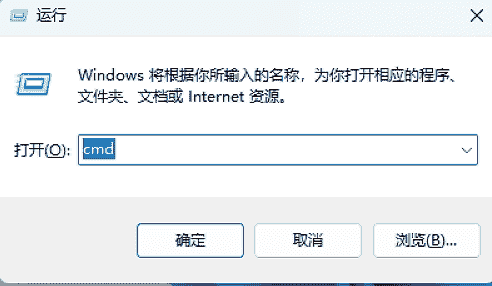 运行
Windows 将根据你所输入的名称，为你打开相应的程序、
文件夹、文档或 Internet 资源。
打开(O): cmd
确定 取消 浏览(B)...